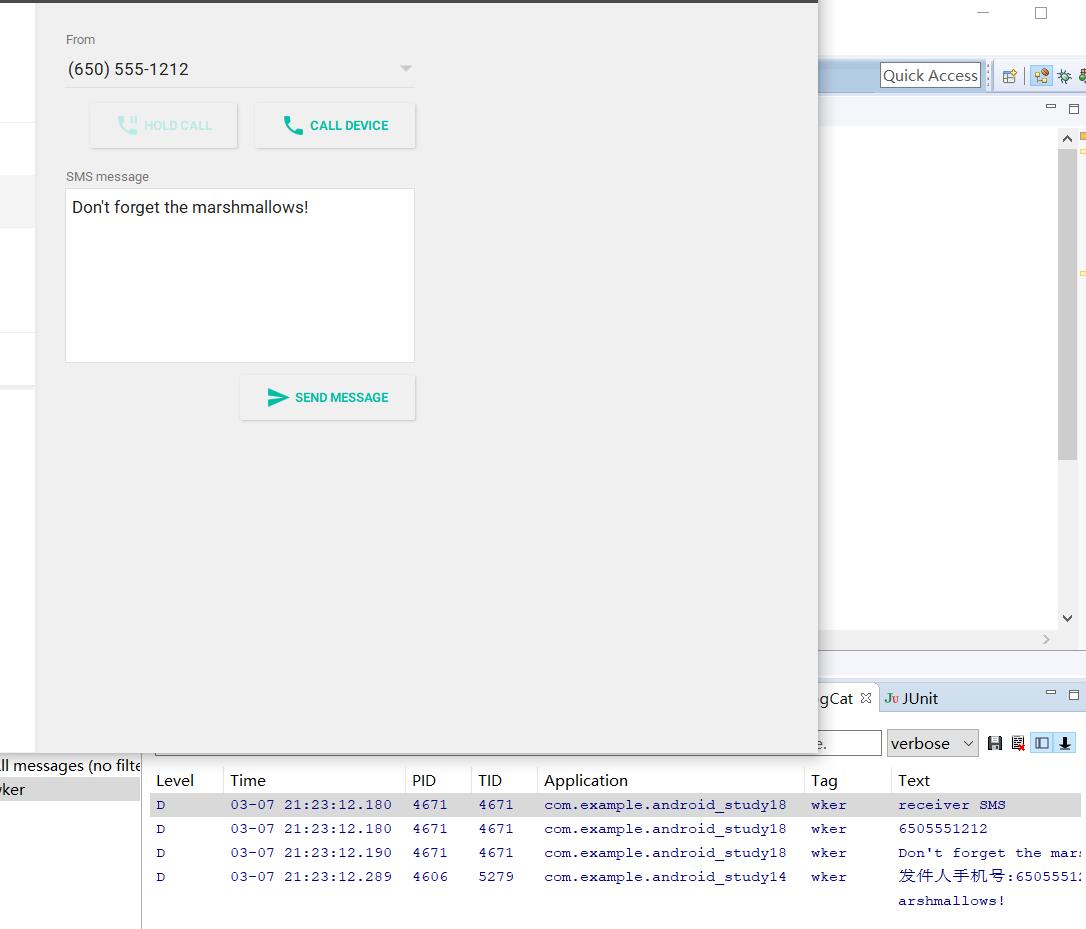 From
(650) 555-1212
HOLD CALL
CALL DEVICE
SMS message
Don't forget the marshmallows!
SEND MESSAGE
Quick Access
gCat
JUnit
e.
verbose
ll messages (no filte
ker
Level Time PID TID Application Tag Text
D 03-07 21:23:12.180 4671 4671 com.example.android_study18 wker receiver SMS
D 03-07 21:23:12.180 4671 4671 com.example.android_study18 wker 6505551212
D 03-07 21:23:12.190 4671 4671 com.example.android_study18 wker Don't forget the mar
D 03-07 21:23:12.289 4606 5279 com.example.android_study14 wker 发件人手机号:6505551
arshmallows!